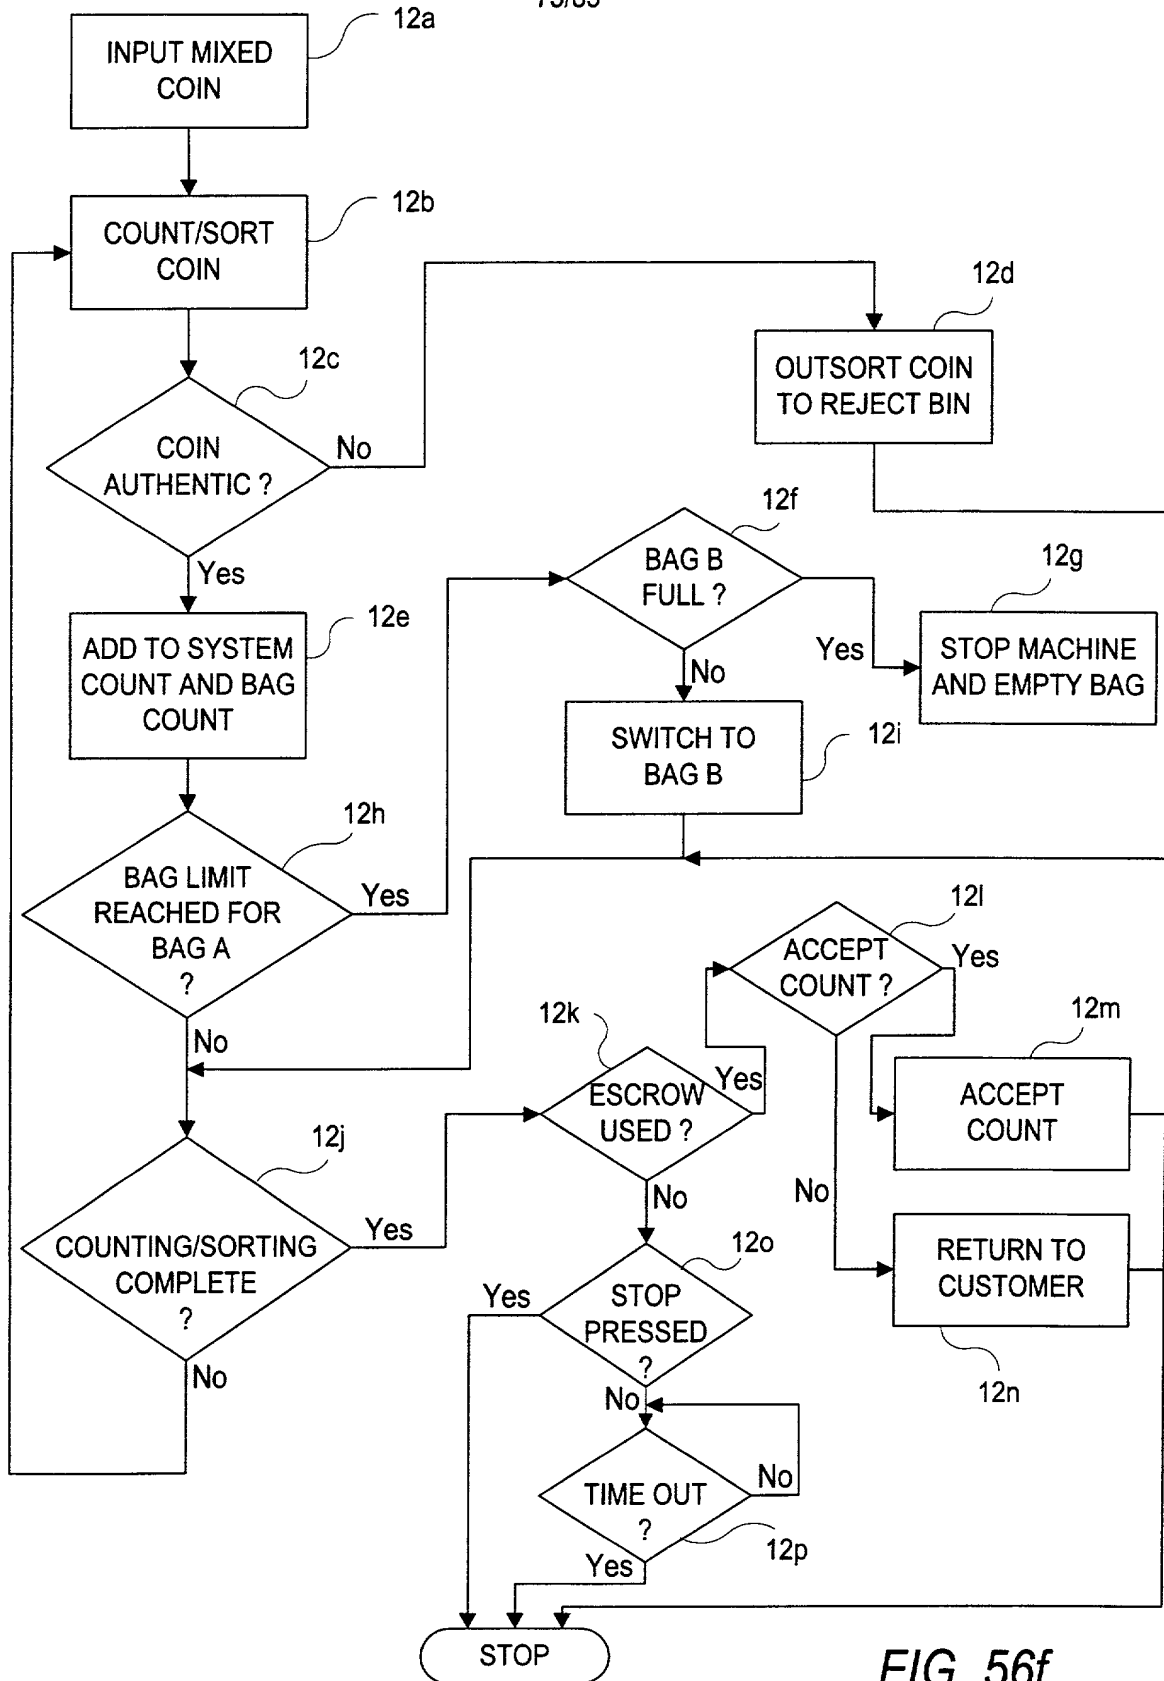 12a
INPUT MIXED
COIN
12b
COUNT/SORT
COIN
12c
COIN
AUTHENTIC ?
No
Yes
12d
OUTSORT COIN
TO REJECT BIN
12e
ADD TO SYSTEM
COUNT AND BAG
COUNT
12f
BAG B
FULL ?
Yes
No
12g
STOP MACHINE
AND EMPTY BAG
12i
SWITCH TO
BAG B
12h
BAG LIMIT
REACHED FOR
BAG A
?
Yes
No
12j
COUNTING/SORTING
COMPLETE
?
Yes
No
12k
ESCROW
USED ?
Yes
No
12l
ACCEPT
COUNT ?
Yes
No
12m
ACCEPT
COUNT
RETURN TO
CUSTOMER
12n
12o
STOP
PRESSED
?
Yes
No
TIME OUT
?
No
Yes
12p
STOP
FIG. 56f